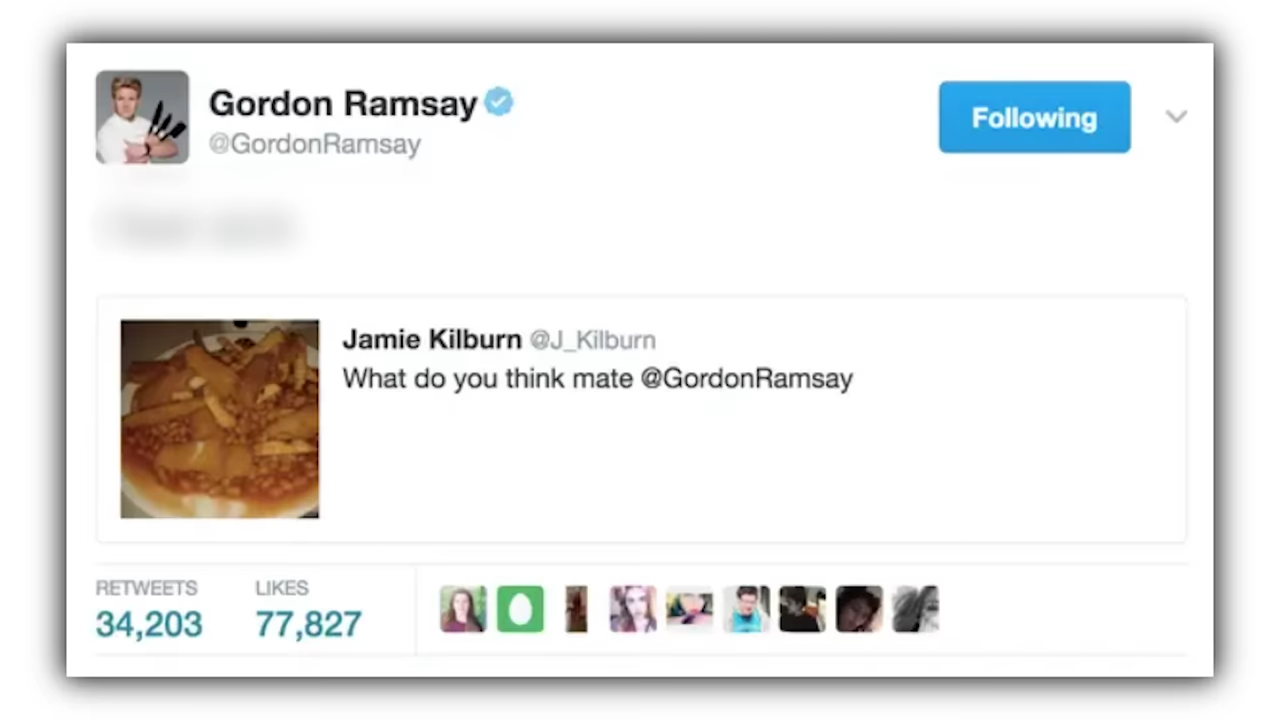 Gordon Ramsay
@GordonRamsay
Following
Jamie Kilburn @J_Kilburn
What do you think mate @GordonRamsay
RETWEETS
LIKES
34,203
77,827